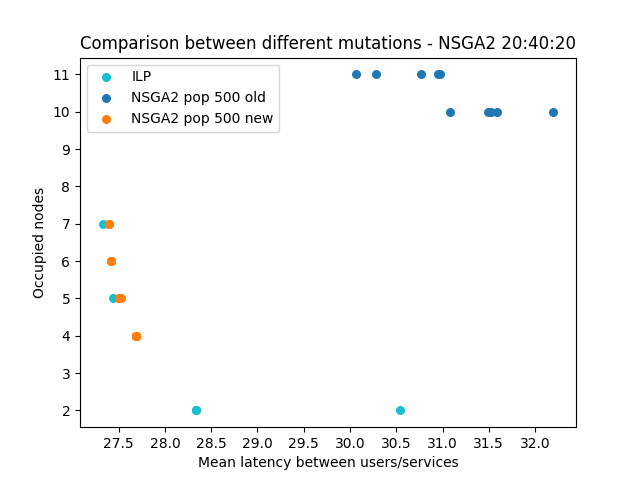 Comparison between different mutations - NSGA2 20:40:20
ILP
NSGA2 pop 500 old
NSGA2 pop 500 new
Occupied nodes
11
10
9
8
7
6
5
4
3
2
27.5 28.0 28.5 29.0 29.5 30.0 30.5 31.0 31.5 32.0
Mean latency between users/services